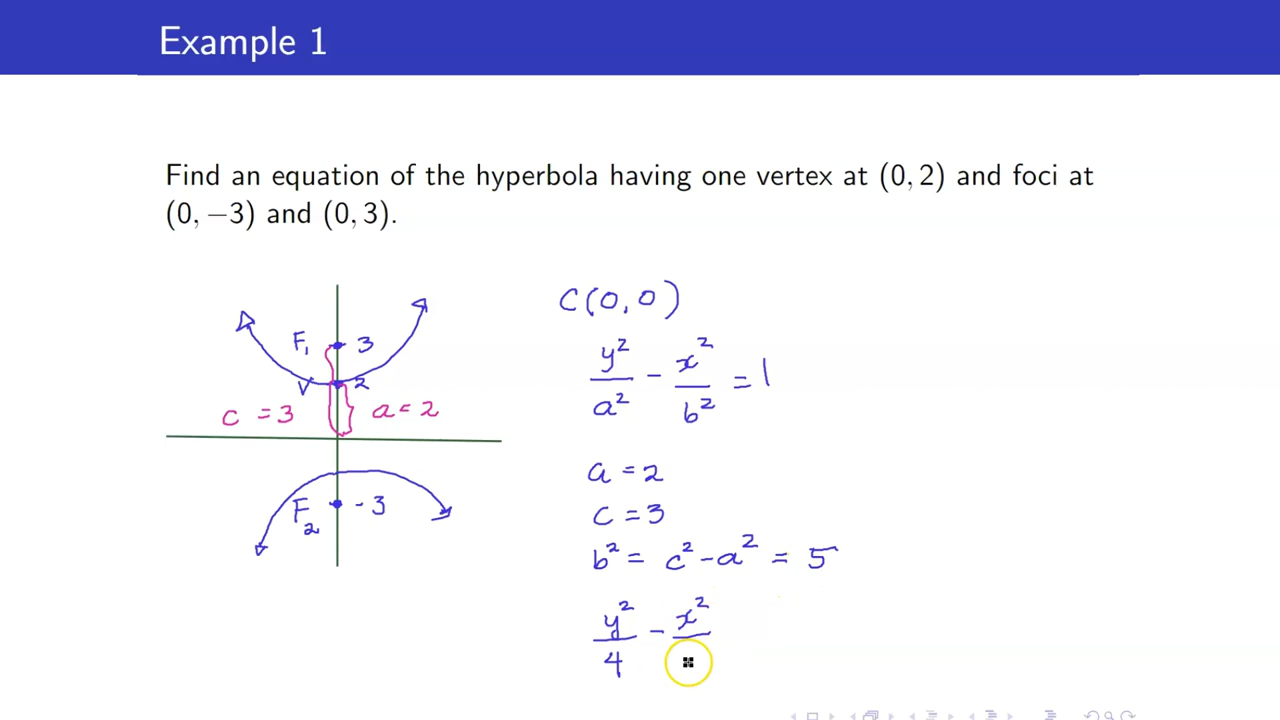 Example 1
Find an equation of the hyperbola having one vertex at (0, 2) and foci at
(0, −3) and (0, 3).
F₁ 3
V 2
c = 3 a = 2
F₂ -3
C(0, 0)
y²/a² - x²/b² = 1
a = 2
c = 3
b² = c² - a² = 5
y²/4 - x²/